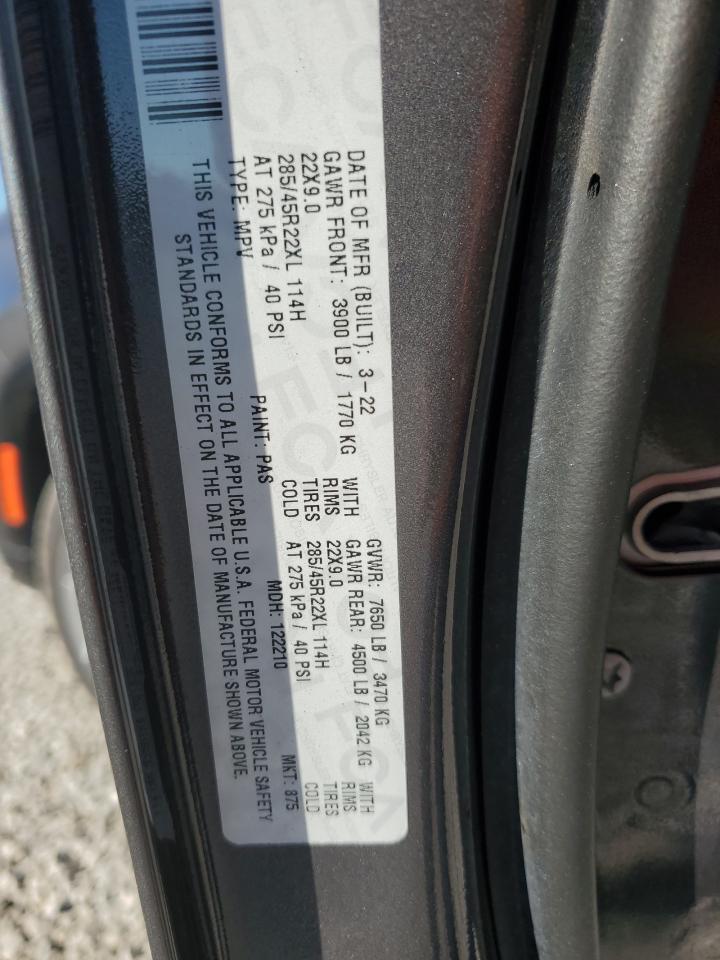 DATE OF MFR (BUILT): 3-22 GVWR: 7650 LB / 3470 KG
GAWR FRONT: 3900 LB / 1770 KG WITH GAWR REAR: 4500 LB / 2042 KG WITH
22X9.0 RIMS 22X9.0 RIMS
285/45R22XL 114H TIRES 285/45R22XL 114H TIRES
AT 275 kPa / 40 PSI COLD AT 275 kPa / 40 PSI COLD
TYPE: MPV PAINT: PAS MDH: 122210 MKT: 875
THIS VEHICLE CONFORMS TO ALL APPLICABLE U.S.A. FEDERAL MOTOR VEHICLE SAFETY
STANDARDS IN EFFECT ON THE DATE OF MANUFACTURE SHOWN ABOVE.